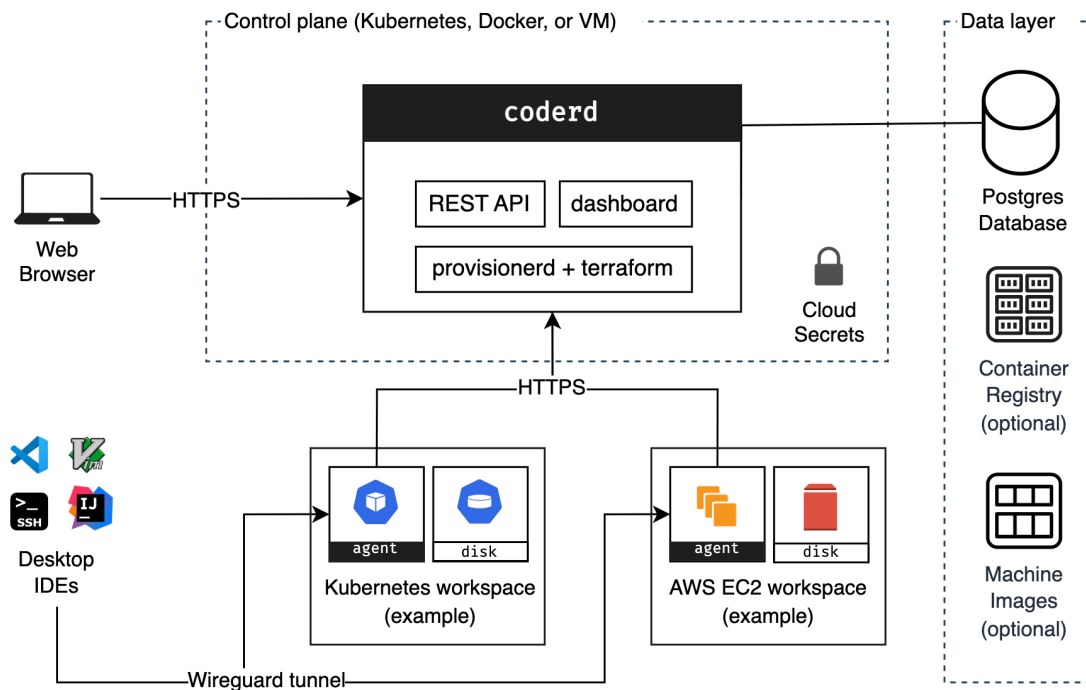 Control plane (Kubernetes, Docker, or VM)
Data layer
coderd
REST API
dashboard
provisionerd + terraform
HTTPS
Web
Browser
Cloud
Secrets
Postgres
Database
Container
Registry
(optional)
HTTPS
Vim
>_
SSH
IJ
Desktop
IDEs
agent
disk
Kubernetes workspace
(example)
agent
disk
AWS EC2 workspace
(example)
Machine
Images
(optional)
Wireguard tunnel